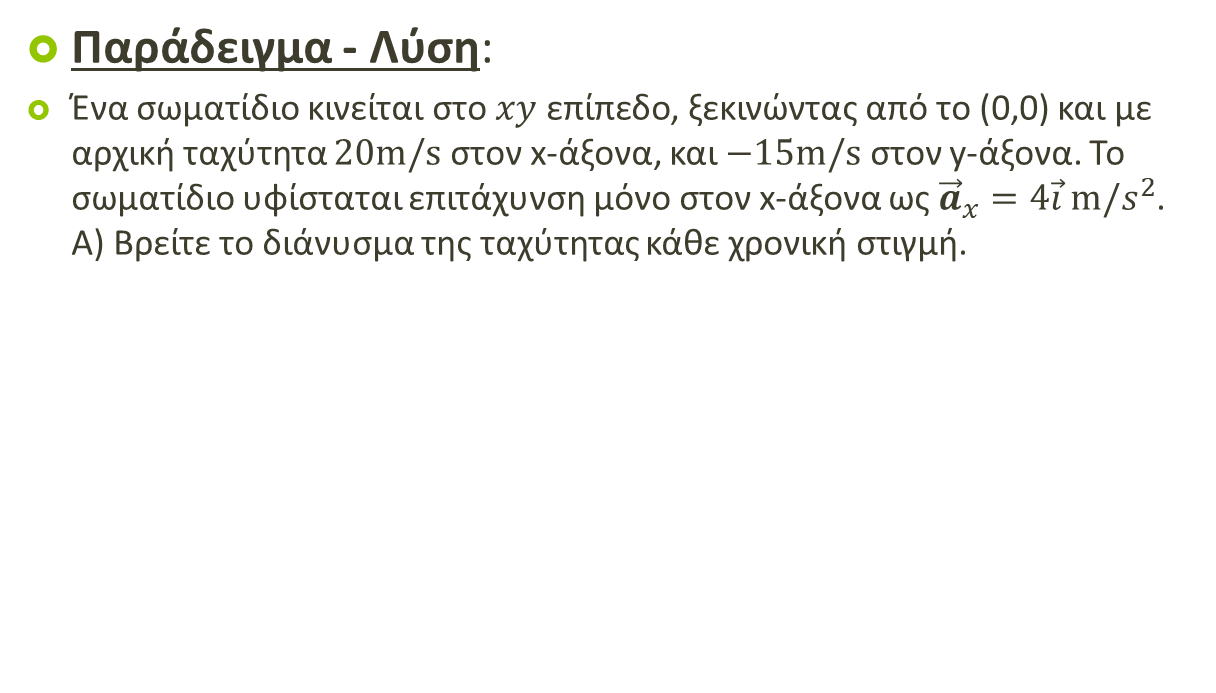 Παράδειγμα - Λύση:
Ένα σωματίδιο κινείται στο 𝑥𝑦 επίπεδο, ξεκινώντας από το (0,0) και με
αρχική ταχύτητα 20m/s στον x-άξονα, και −15m/s στον y-άξονα. Το
σωματίδιο υφίσταται επιτάχυνση μόνο στον x-άξονα ως 𝒂⃗ₓ = 4𝑖⃗ m/𝑠².
Α) Βρείτε το διάνυσμα της ταχύτητας κάθε χρονική στιγμή.